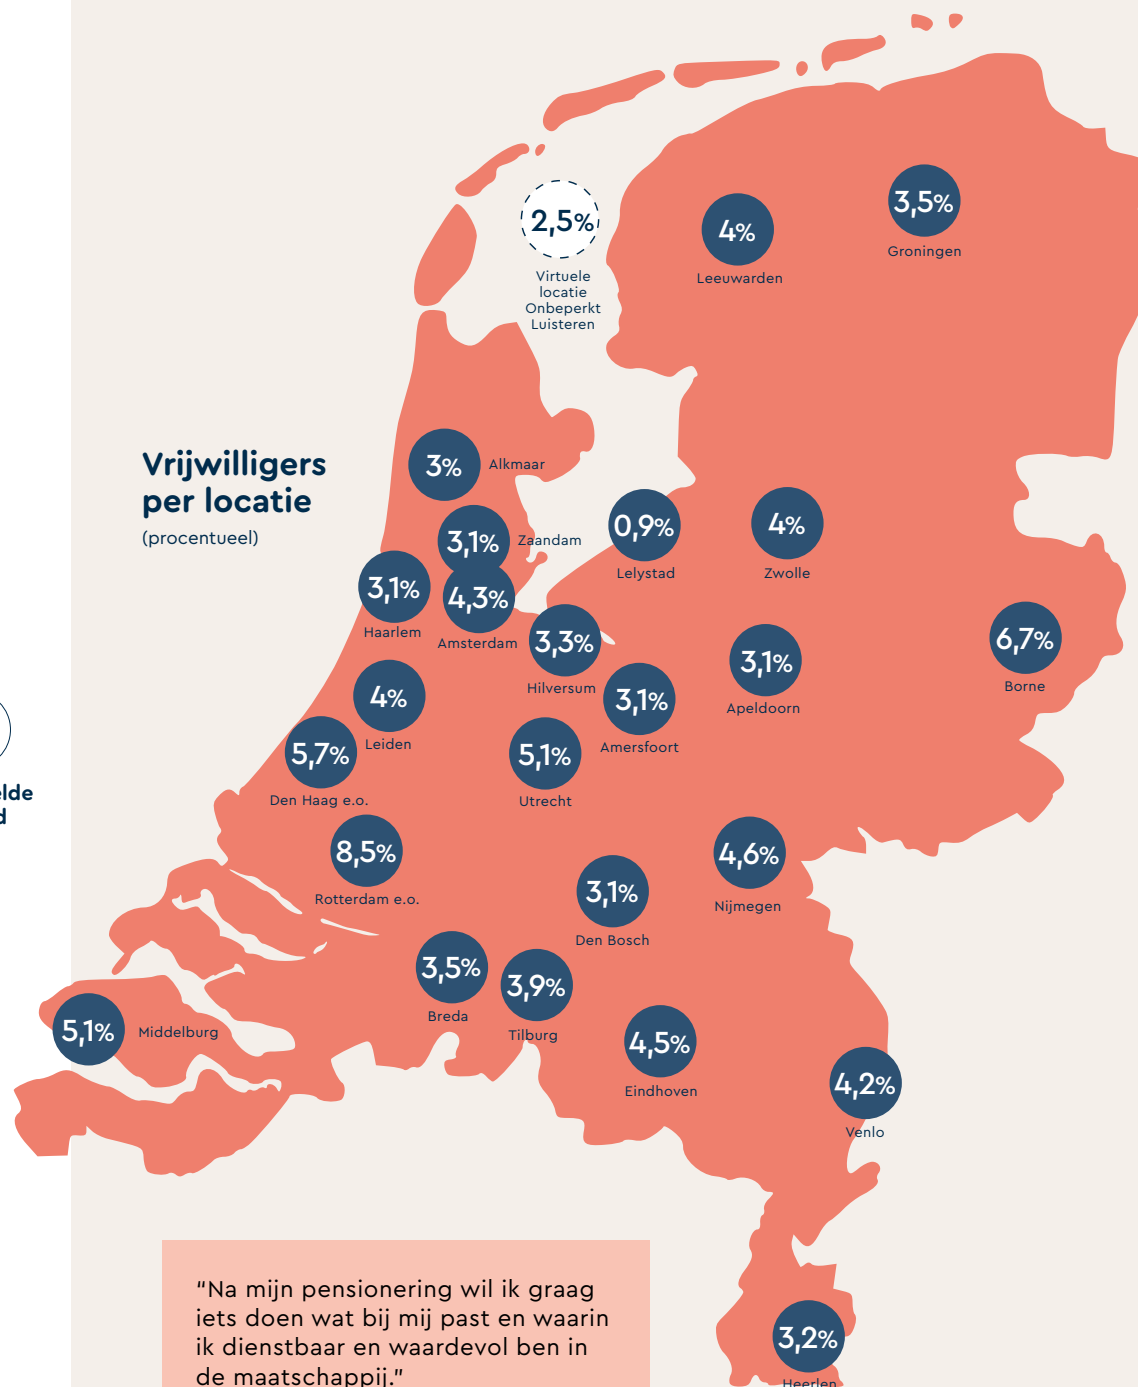 3,5%
Groningen
4%
Leeuwarden
2,5%
Virtuele
locatie
Onbeperkt
Luisteren
Vrijwilligers
per locatie
(procentueel)
3%
Alkmaar
3,1%
Zaandam
0,9%
Lelystad
4%
Zwolle
3,1%
Haarlem
4,3%
Amsterdam
3,3%
Hilversum
3,1%
Amersfoort
3,1%
Apeldoorn
6,7%
Borne
4%
Leiden
5,7%
Den Haag e.o.
5,1%
Utrecht
8,5%
Rotterdam e.o.
3,1%
Den Bosch
4,6%
Nijmegen
3,5%
Breda
3,9%
Tilburg
5,1%
Middelburg
4,5%
Eindhoven
4,2%
Venlo
3,2%
Heerlen
“Na mijn pensionering wil ik graag
iets doen wat bij mij past en waarin
ik dienstbaar en waardevol ben in
de maatschappij.”